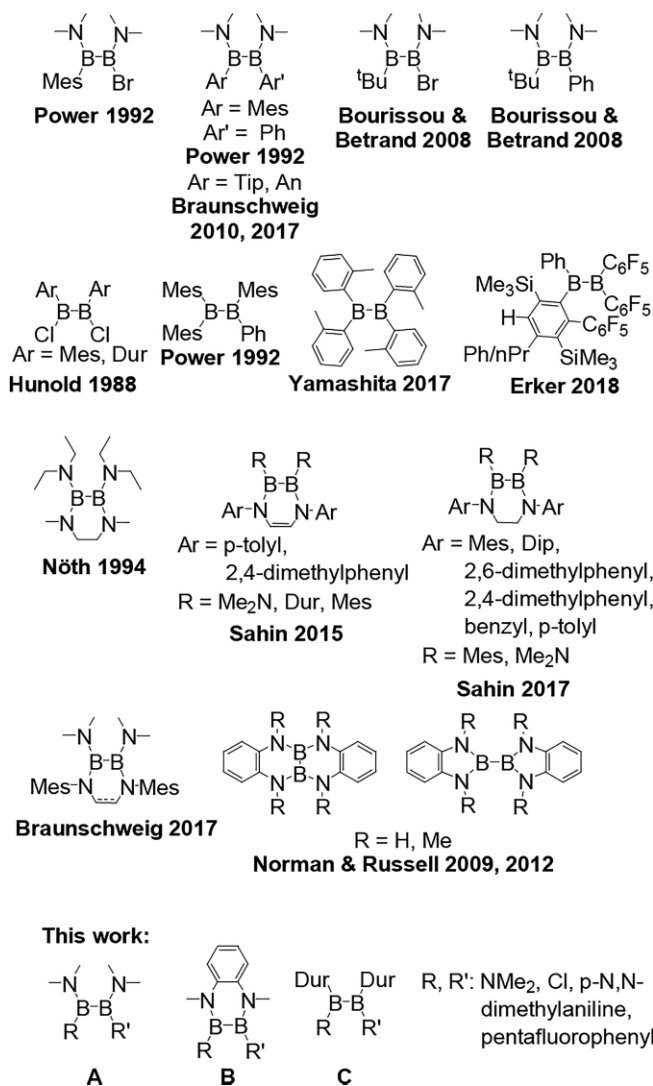 N N N N N N N N
B-B B-B B-B B-B
Mes Br Ar Ar' tBu Br tBu Ph
Power 1992
Ar = Mes
Ar' = Ph
Power 1992
Ar = Tip, An
Braunschweig
2010, 2017
Bourissou &
Betrand 2008
Bourissou &
Betrand 2008
Ar Ar
B-B
Cl Cl
Ar = Mes, Dur
Hunold 1988
Mes Mes
B-B
Mes Ph
Power 1992
B-B
Yamashita 2017
Ph C6F5
Me3Si B-B
C6F5
H C6F5
Ph/nPr SiMe3
Erker 2018
N N
B-B
N N
Nöth 1994
R R
B-B
Ar-N N-Ar
Ar = p-tolyl,
2,4-dimethylphenyl
R = Me2N, Dur, Mes
Sahin 2015
R R
B-B
Ar-N N-Ar
Ar = Mes, Dip,
2,6-dimethylphenyl,
2,4-dimethylphenyl,
benzyl, p-tolyl
R = Mes, Me2N
Sahin 2017
N N
B-B
Mes-N N-Mes
Braunschweig 2017
R R
N N
B
B
N N
R R
R R
N N
B-B
N N
R R
R = H, Me
Norman & Russell 2009, 2012
This work:
N N
B-B
R R'
A
N N
B-B
R R'
B
Dur Dur
B-B
R R'
C
R, R': NMe2, Cl, p-N,N-
dimethylaniline,
pentafluorophenyl